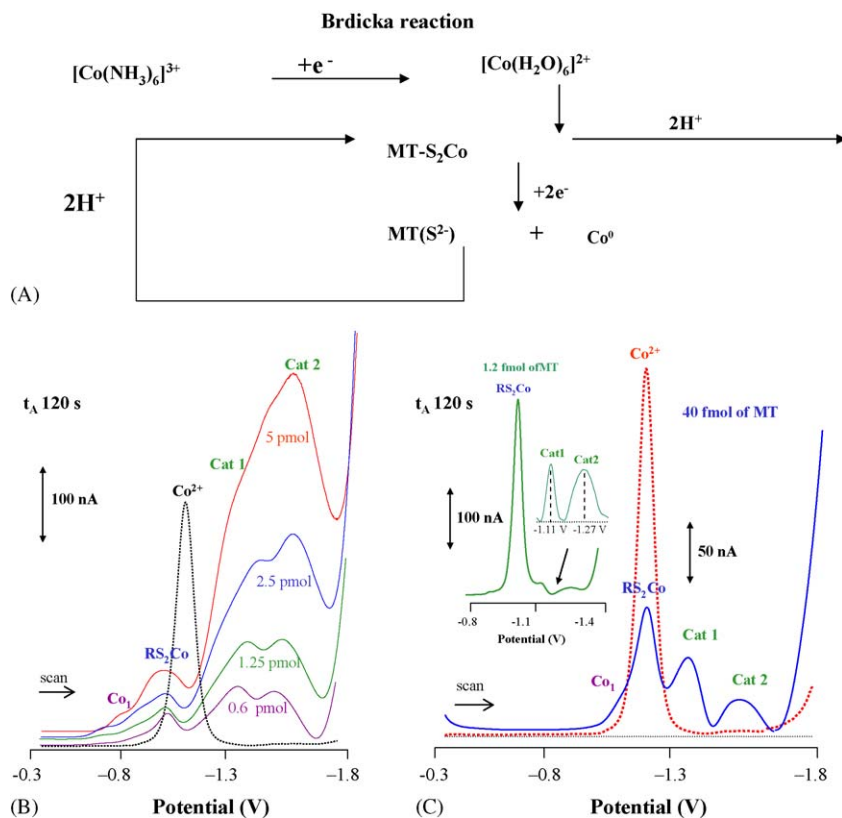 Brdicka reaction
[Co(NH₃)₆]³⁺
+e⁻
[Co(H₂O)₆]²⁺
2H⁺
MT-S₂Co
2H⁺
+2e⁻
MT(S²⁻) + Co⁰
(A)
Cat 2
t_A 120 s
5 pmol
Cat 1
Co²⁺
100 nA
2.5 pmol
RS₂Co
1.25 pmol
scan
Co₁
0.6 pmol
-0.3 -0.8 -1.3 -1.8
(B)
Potential (V)
Co²⁺
1.2 fmol ofMT
RS₂Co
t_A 120 s
40 fmol of MT
Cat1 Cat2
100 nA
-1.11 V -1.27 V
50 nA
-0.8 -1.1 -1.4
Potential (V)
RS₂Co
Cat 1
Co₁
Cat 2
scan
-0.3 -0.8 -1.3 -1.8
(C)
Potential (V)